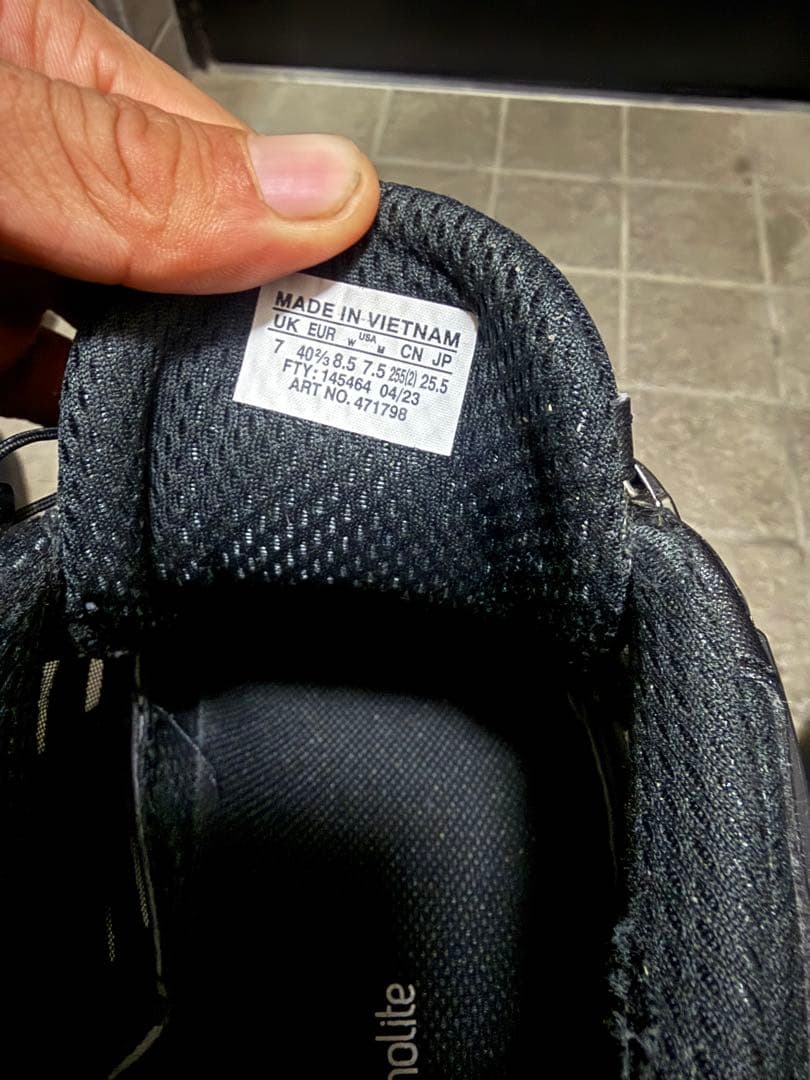 MADE IN VIETNAM
UK EUR W USA M CN JP
7 40⅔ 8.5 7.5 255(2) 25.5
FTY: 145464 04/23
ART NO. 471798
nolite